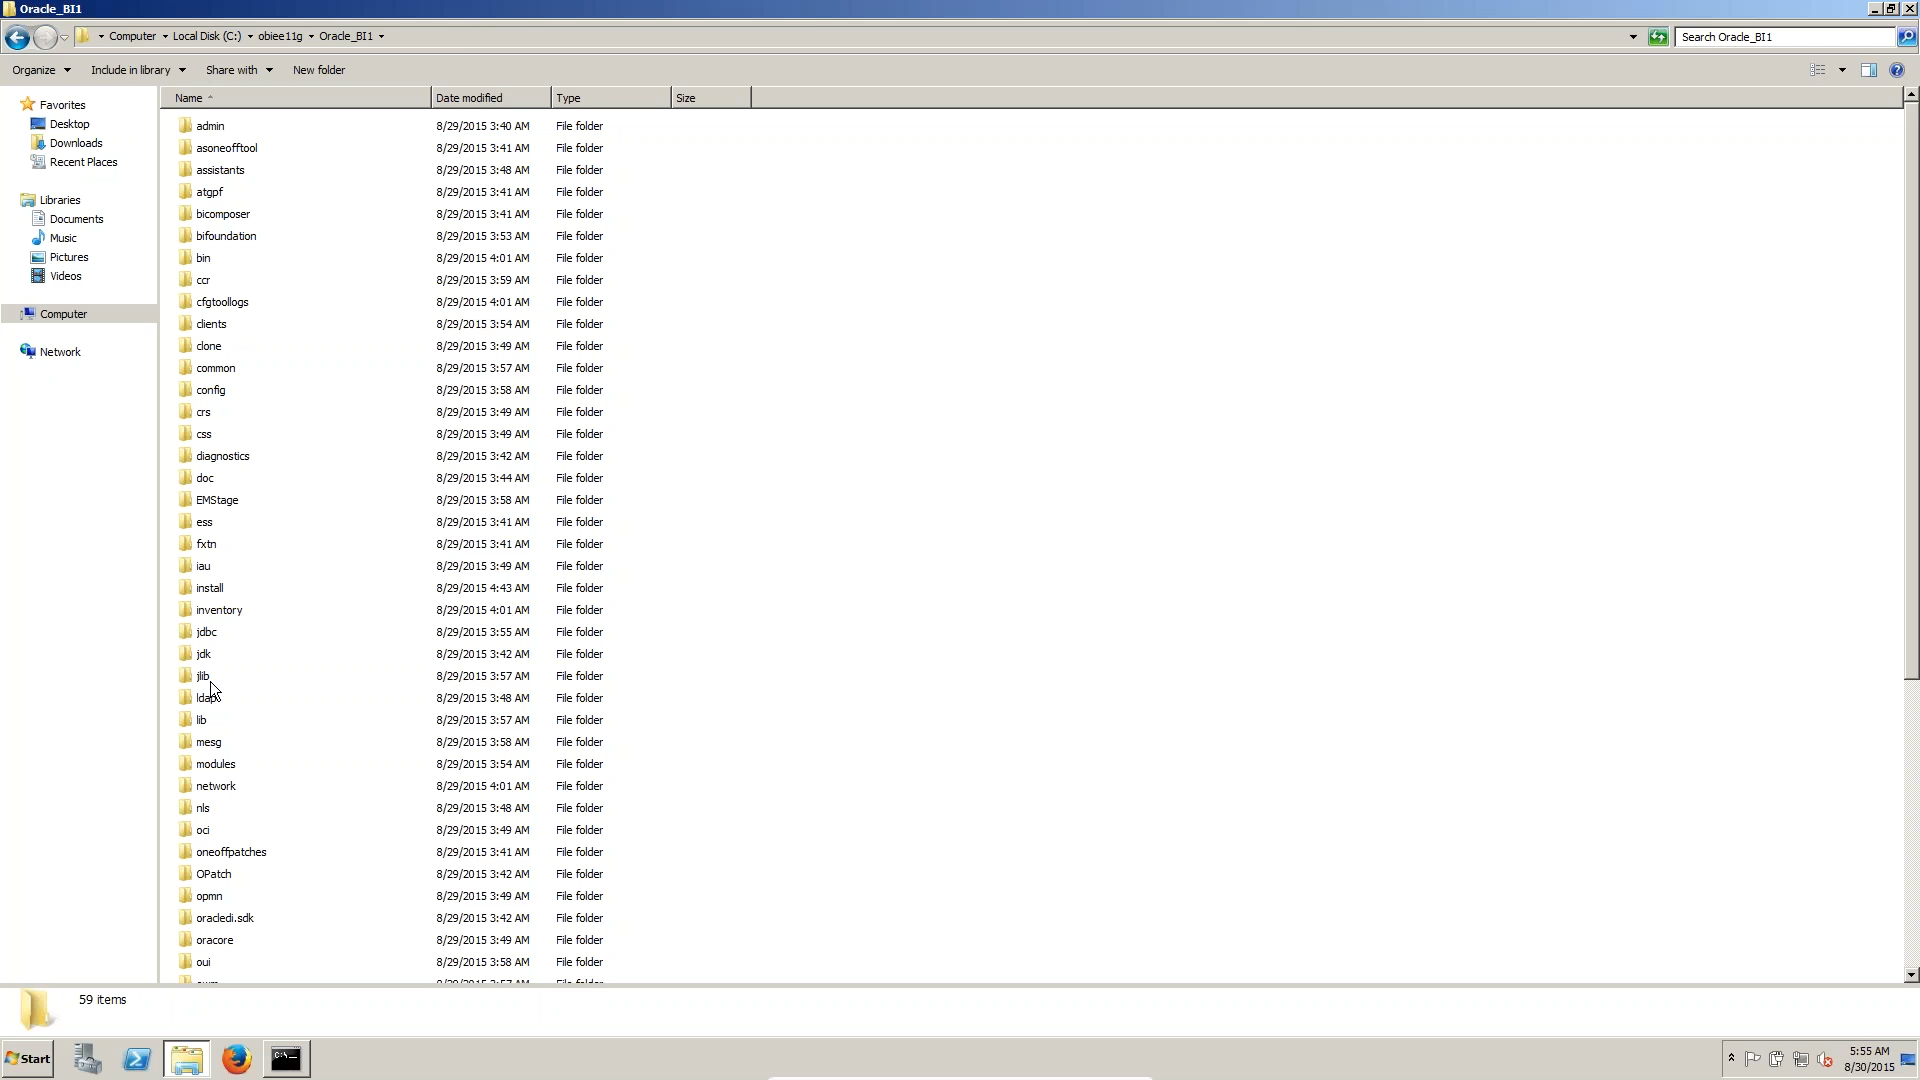 Oracle_BI1
Computer Local Disk (C:) obiee11g Oracle_BI1 Search Oracle_BI1
Organize Include in library Share with New folder
Favorites
Desktop
Downloads
Recent Places
Libraries
Documents
Music
Pictures
Videos
Computer
Network
Name Date modified Type Size
admin 8/29/2015 3:40 AM File folder
asoneofftool 8/29/2015 3:41 AM File folder
assistants 8/29/2015 3:48 AM File folder
atgpf 8/29/2015 3:41 AM File folder
bicomposer 8/29/2015 3:41 AM File folder
bifoundation 8/29/2015 3:53 AM File folder
bin 8/29/2015 4:01 AM File folder
ccr 8/29/2015 3:59 AM File folder
cfgtoollogs 8/29/2015 4:01 AM File folder
clients 8/29/2015 3:54 AM File folder
clone 8/29/2015 3:49 AM File folder
common 8/29/2015 3:57 AM File folder
config 8/29/2015 3:58 AM File folder
crs 8/29/2015 3:49 AM File folder
css 8/29/2015 3:49 AM File folder
diagnostics 8/29/2015 3:42 AM File folder
doc 8/29/2015 3:44 AM File folder
EMStage 8/29/2015 3:58 AM File folder
ess 8/29/2015 3:41 AM File folder
fxtn 8/29/2015 3:41 AM File folder
iau 8/29/2015 3:49 AM File folder
install 8/29/2015 4:43 AM File folder
inventory 8/29/2015 4:01 AM File folder
jdbc 8/29/2015 3:55 AM File folder
jdk 8/29/2015 3:42 AM File folder
jlib 8/29/2015 3:57 AM File folder
ldap 8/29/2015 3:48 AM File folder
lib 8/29/2015 3:57 AM File folder
mesg 8/29/2015 3:58 AM File folder
modules 8/29/2015 3:54 AM File folder
network 8/29/2015 4:01 AM File folder
nls 8/29/2015 3:48 AM File folder
oci 8/29/2015 3:49 AM File folder
oneoffpatches 8/29/2015 3:41 AM File folder
OPatch 8/29/2015 3:42 AM File folder
opmn 8/29/2015 3:49 AM File folder
oracledi.sdk 8/29/2015 3:42 AM File folder
oracore 8/29/2015 3:49 AM File folder
oui 8/29/2015 3:58 AM File folder
59 items
Start
5:55 AM
8/30/2015